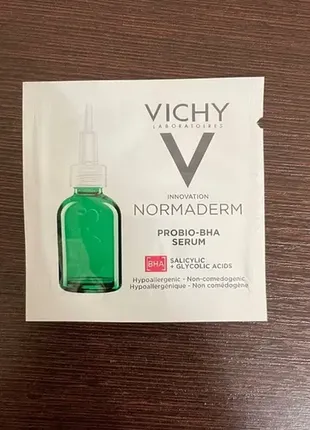 VICHY
LABORATOIRES
INNOVATION
NORMADERM
PROBIO-BHA
SERUM
BHA
SALICYLIC
+ GLYCOLIC ACIDS
Hypoallergenic - Non-comedogenic
Hypoallergénique - Non comédogène